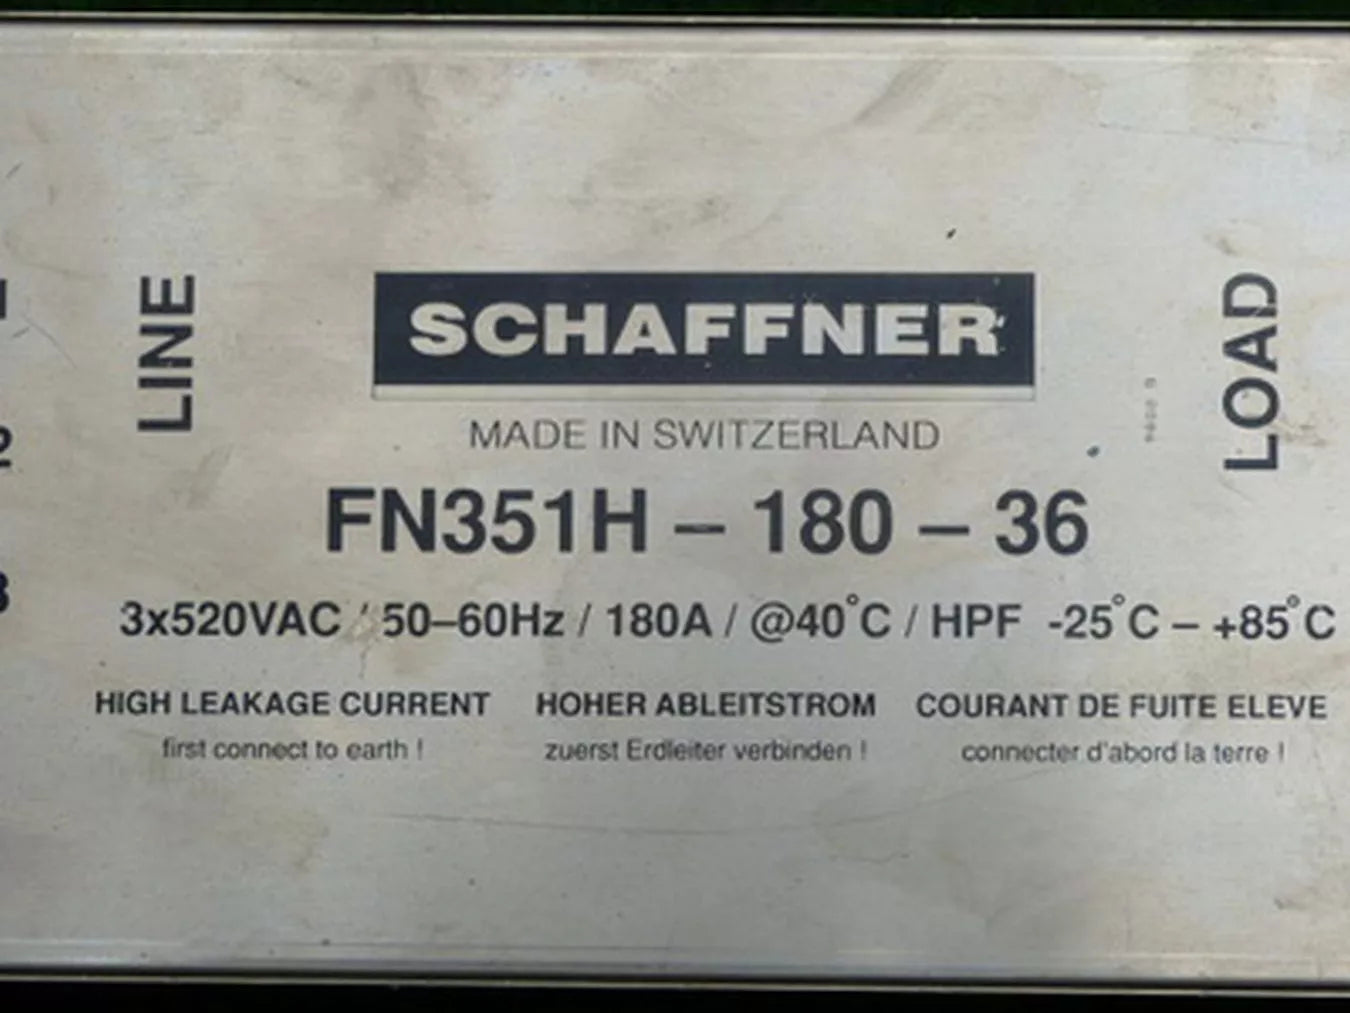 SCHAFFNER
LINE
LOAD
MADE IN SWITZERLAND
FN351H – 180 – 36
3x520VAC / 50–60Hz / 180A / @40°C / HPF -25°C – +85°C
HIGH LEAKAGE CURRENT HOHER ABLEITSTROM COURANT DE FUITE ELEVE
first connect to earth ! zuerst Erdleiter verbinden ! connecter d'abord la terre !